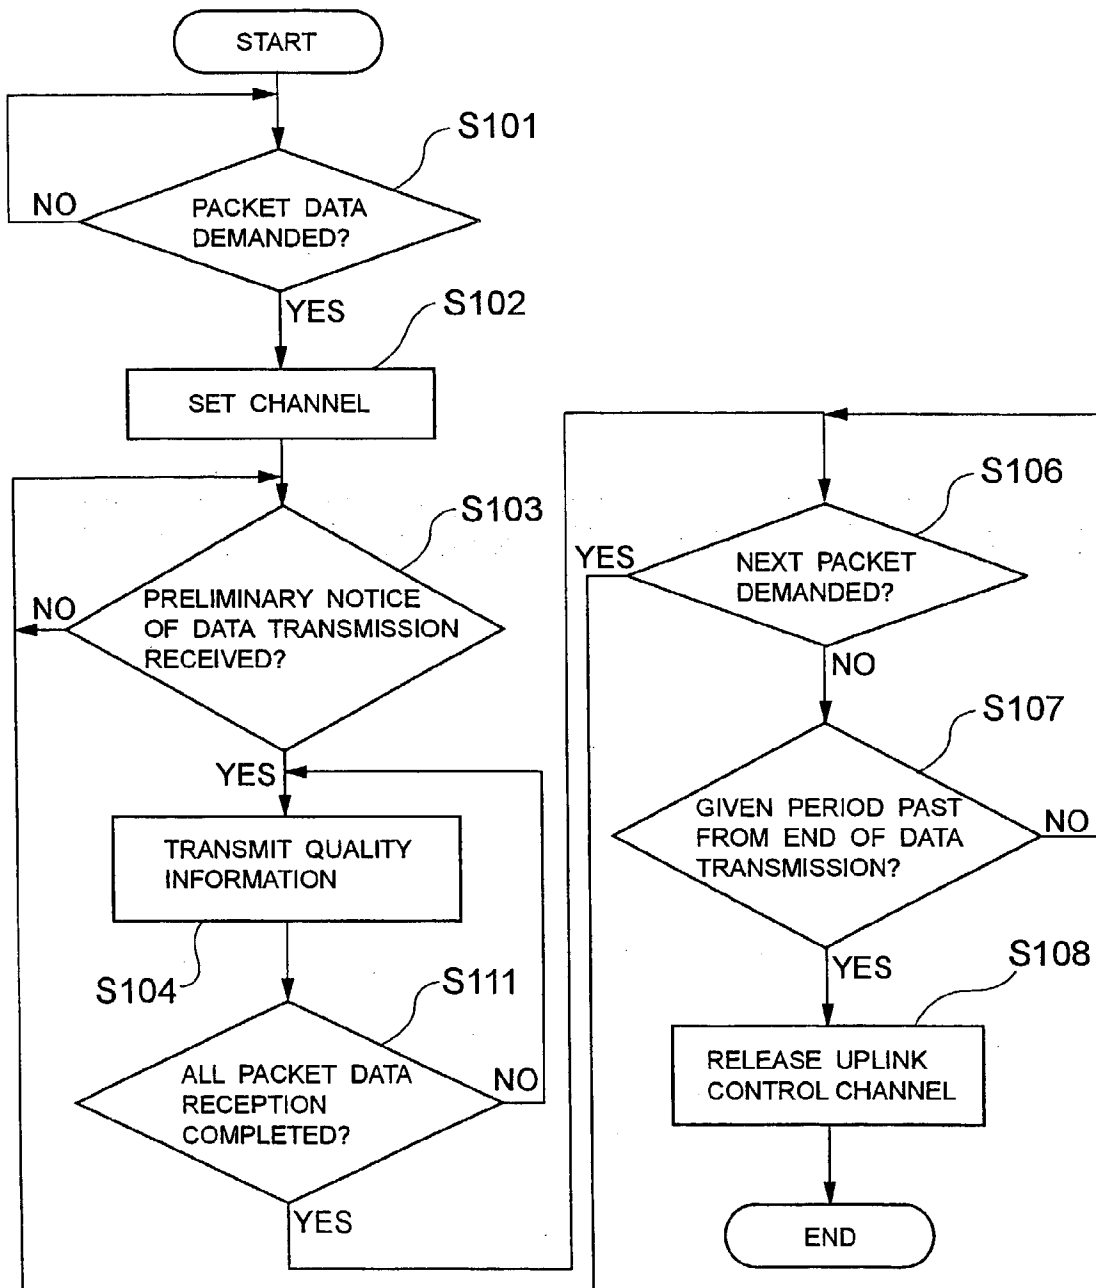 START
S101
NO
PACKET DATA
DEMANDED?
YES
S102
SET CHANNEL
S103
NO
PRELIMINARY NOTICE
OF DATA TRANSMISSION
RECEIVED?
YES
TRANSMIT QUALITY
INFORMATION
S104
S111
ALL PACKET DATA
RECEPTION
COMPLETED?
NO
YES
S106
YES
NEXT PACKET
DEMANDED?
NO
S107
GIVEN PERIOD PAST
FROM END OF DATA
TRANSMISSION?
NO
YES
S108
RELEASE UPLINK
CONTROL CHANNEL
END